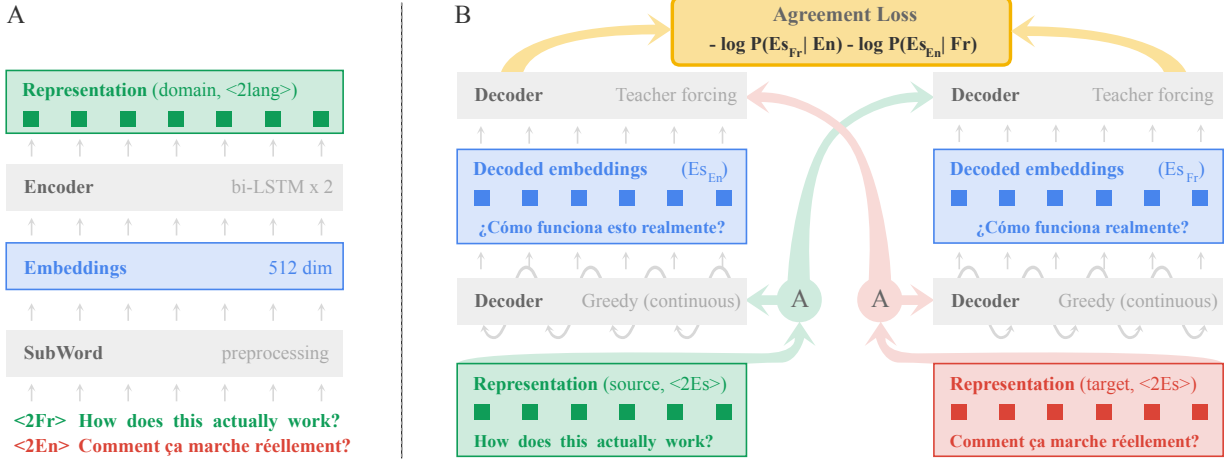 A
Representation (domain, <2lang>)
Encoder bi-LSTM x 2
Embeddings 512 dim
SubWord preprocessing
<2Fr> How does this actually work?
<2En> Comment ça marche réellement?
B
Agreement Loss
- log P(Es_Fr | En) - log P(Es_En | Fr)
Decoder Teacher forcing
Decoded embeddings (Es_En)
¿Cómo funciona esto realmente?
Decoder Greedy (continuous)
Representation (source, <2Es>)
How does this actually work?
A
A
Decoder Teacher forcing
Decoded embeddings (Es_Fr)
¿Cómo funciona realmente?
Decoder Greedy (continuous)
Representation (target, <2Es>)
Comment ça marche réellement?